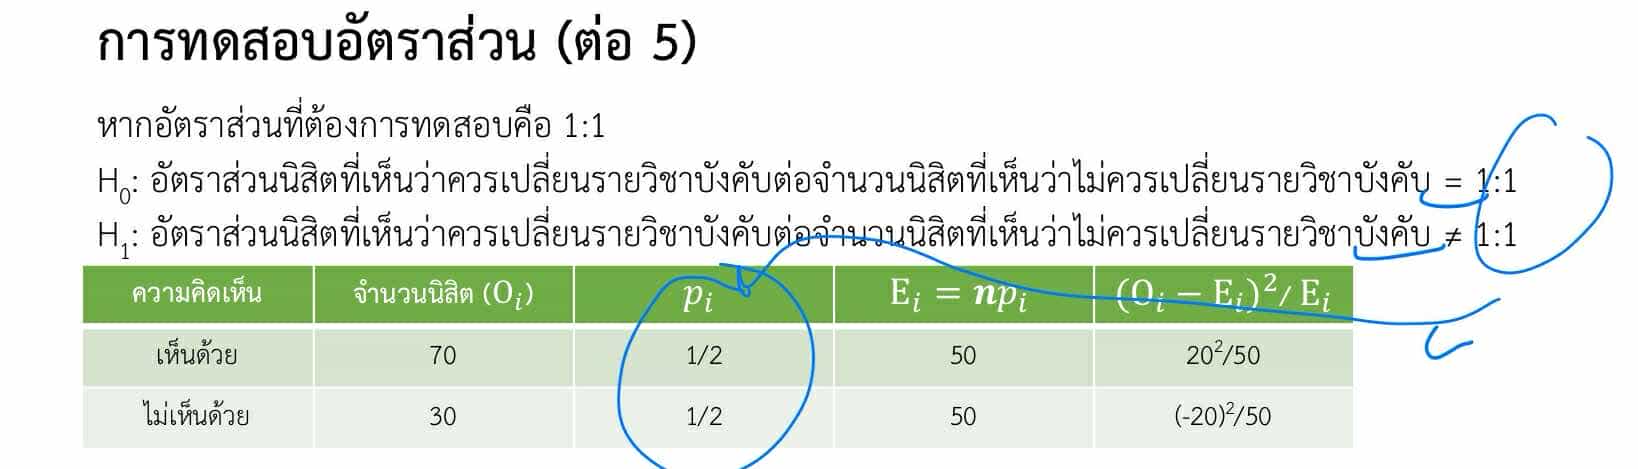 การทดสอบอัตราส่วน (ต่อ 5)
หากอัตราส่วนที่ต้องการทดสอบคือ 1:1
H₀: อัตราส่วนนิสิตที่เห็นว่าควรเปลี่ยนรายวิชาบังคับต่อจำนวนนิสิตที่เห็นว่าไม่ควรเปลี่ยนรายวิชาบังคับ = 1:1
H₁: อัตราส่วนนิสิตที่เห็นว่าควรเปลี่ยนรายวิชาบังคับต่อจำนวนนิสิตที่เห็นว่าไม่ควรเปลี่ยนรายวิชาบังคับ ≠ 1:1
ความคิดเห็น จำนวนนิสิต (Oᵢ) pᵢ Eᵢ = npᵢ (Oᵢ − Eᵢ)²/ Eᵢ
เห็นด้วย 70 1/2 50 20²/50
ไม่เห็นด้วย 30 1/2 50 (-20)²/50